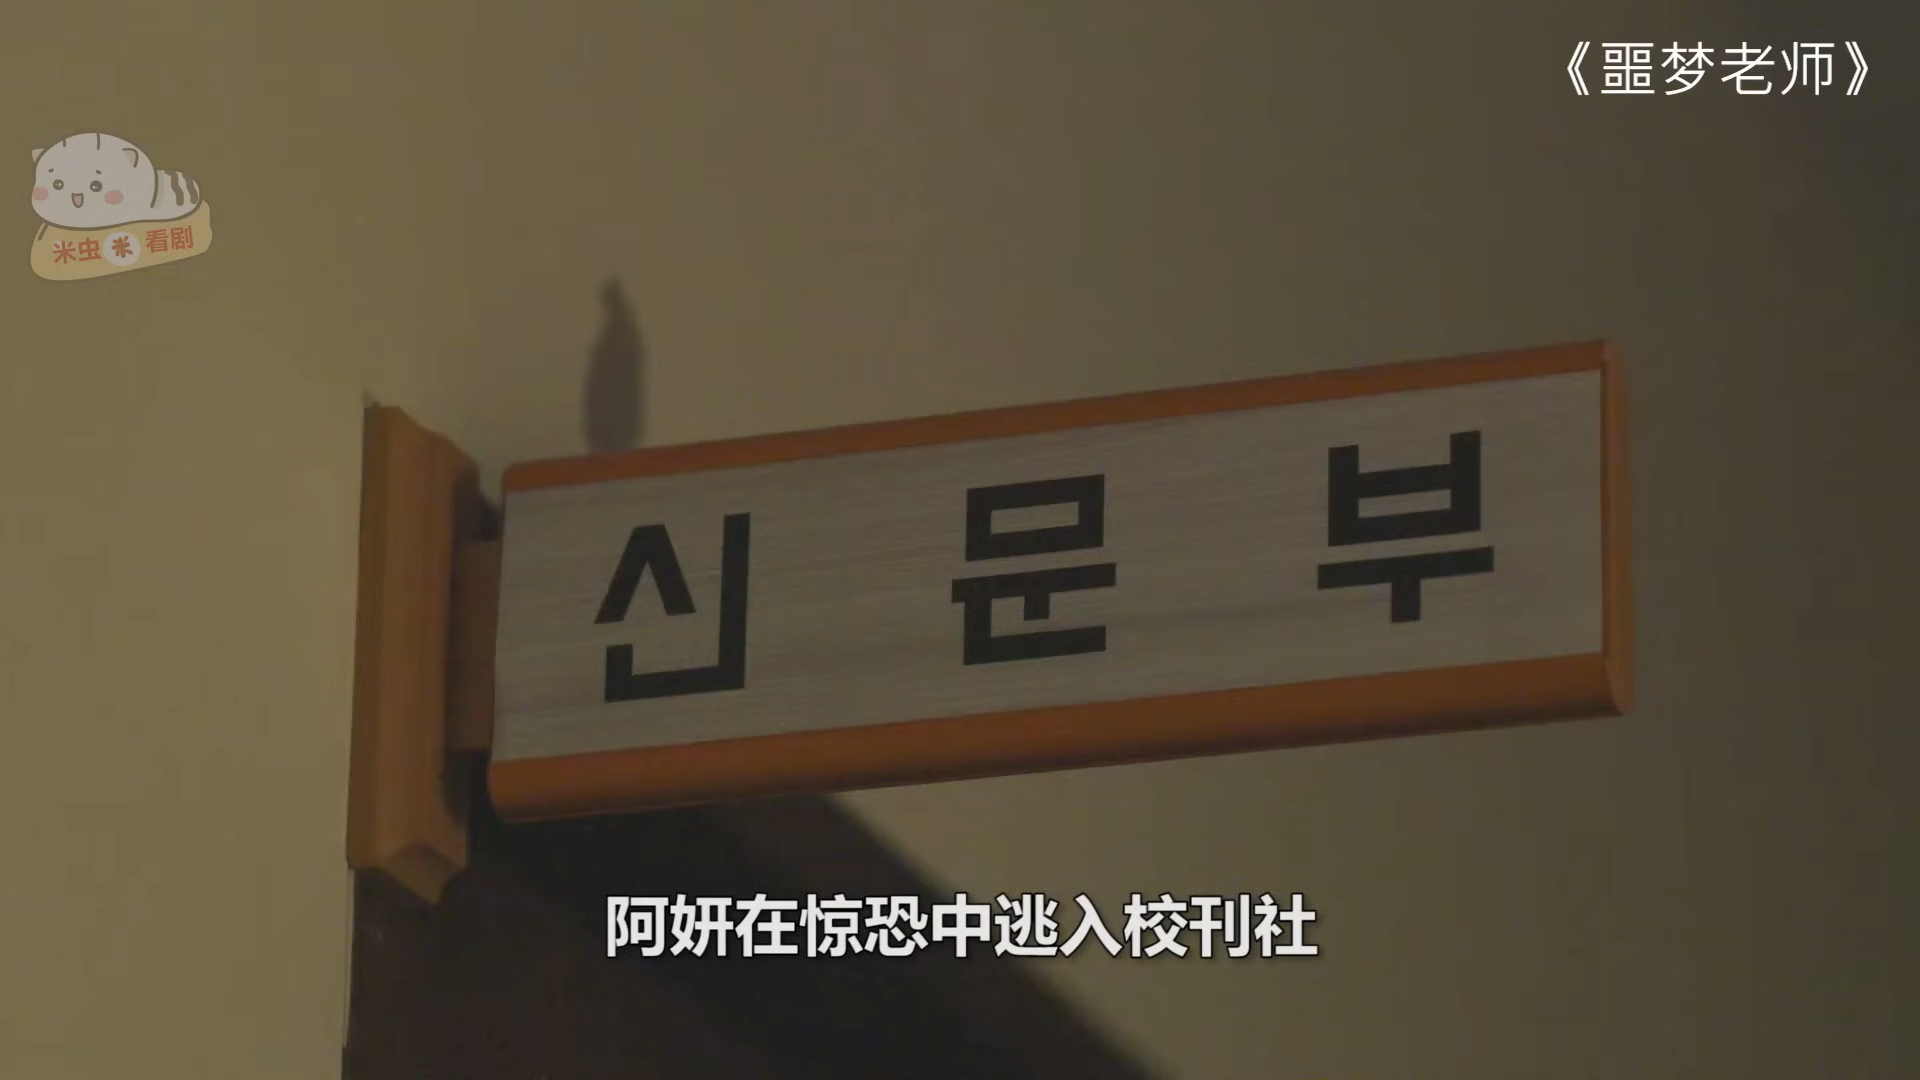 《噩梦老师》
米虫米看剧
신문부
阿妍在惊恐中逃入校刊社